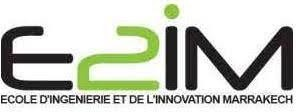 E2iM
ECOLE D'INGENIERIE ET DE L'INNOVATION MARRAKECH